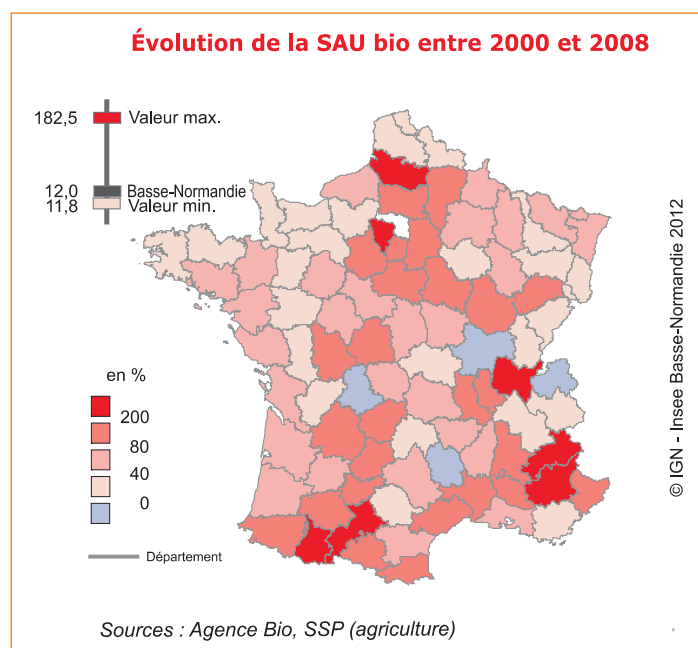 Évolution de la SAU bio entre 2000 et 2008
182,5 Valeur max.
12,0 Basse-Normandie
11,8 Valeur min.
en %
200
80
40
0
Département
© IGN - Insee Basse-Normandie 2012
Sources : Agence Bio, SSP (agriculture)